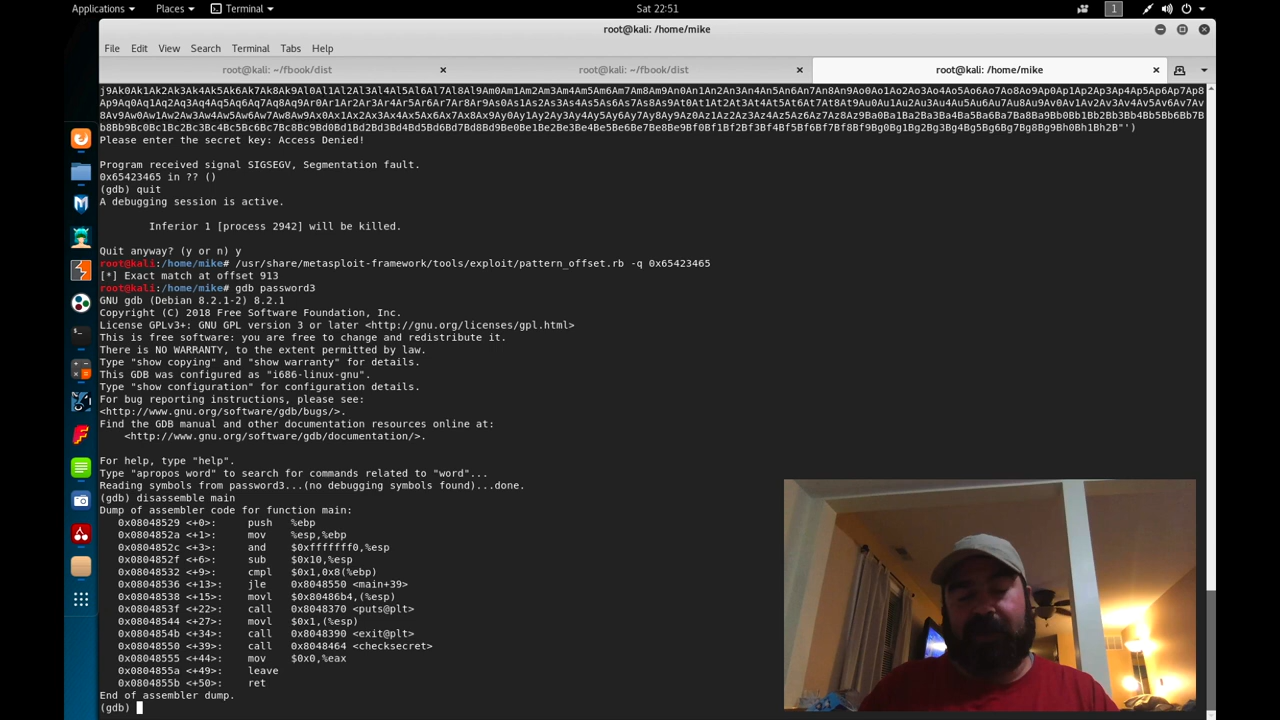 Applications Places Terminal Sat 22:51 1
root@kali: /home/mike
File Edit View Search Terminal Tabs Help
root@kali: ~/fbook/dist root@kali: ~/fbook/dist root@kali: /home/mike
j9Ak0Ak1Ak2Ak3Ak4Ak5Ak6Ak7Ak8Ak9Al0Al1Al2Al3Al4Al5Al6Al7Al8Al9Am0Am1Am2Am3Am4Am5Am6Am7Am8Am9An0An1An2An3An4An5An6An7An8An9Ao0Ao1Ao2Ao3Ao4Ao5Ao6Ao7Ao8Ao9Ap0Ap1Ap2Ap3Ap4Ap5Ap6Ap7Ap8
Ap9Aq0Aq1Aq2Aq3Aq4Aq5Aq6Aq7Aq8Aq9Ar0Ar1Ar2Ar3Ar4Ar5Ar6Ar7Ar8Ar9As0As1As2As3As4As5As6As7As8As9At0At1At2At3At4At5At6At7At8At9Au0Au1Au2Au3Au4Au5Au6Au7Au8Au9Av0Av1Av2Av3Av4Av5Av6Av7Av
8Av9Aw0Aw1Aw2Aw3Aw4Aw5Aw6Aw7Aw8Aw9Ax0Ax1Ax2Ax3Ax4Ax5Ax6Ax7Ax8Ax9Ay0Ay1Ay2Ay3Ay4Ay5Ay6Ay7Ay8Ay9Az0Az1Az2Az3Az4Az5Az6Az7Az8Az9Ba0Ba1Ba2Ba3Ba4Ba5Ba6Ba7Ba8Ba9Bb0Bb1Bb2Bb3Bb4Bb5Bb6Bb7B
b8Bb9Bc0Bc1Bc2Bc3Bc4Bc5Bc6Bc7Bc8Bc9Bd0Bd1Bd2Bd3Bd4Bd5Bd6Bd7Bd8Bd9Be0Be1Be2Be3Be4Be5Be6Be7Be8Be9Bf0Bf1Bf2Bf3Bf4Bf5Bf6Bf7Bf8Bf9Bg0Bg1Bg2Bg3Bg4Bg5Bg6Bg7Bg8Bg9Bh0Bh1Bh2B"')
Please enter the secret key: Access Denied!
Program received signal SIGSEGV, Segmentation fault.
0x65423465 in ?? ()
(gdb) quit
A debugging session is active.
Inferior 1 [process 2942] will be killed.
Quit anyway? (y or n) y
root@kali:/home/mike# /usr/share/metasploit-framework/tools/exploit/pattern_offset.rb -q 0x65423465
[*] Exact match at offset 913
root@kali:/home/mike# gdb password3
GNU gdb (Debian 8.2.1-2) 8.2.1
Copyright (C) 2018 Free Software Foundation, Inc.
License GPLv3+: GNU GPL version 3 or later <http://gnu.org/licenses/gpl.html>
This is free software: you are free to change and redistribute it.
There is NO WARRANTY, to the extent permitted by law.
Type "show copying" and "show warranty" for details.
This GDB was configured as "i686-linux-gnu".
Type "show configuration" for configuration details.
For bug reporting instructions, please see:
<http://www.gnu.org/software/gdb/bugs/>.
Find the GDB manual and other documentation resources online at:
<http://www.gnu.org/software/gdb/documentation/>.
For help, type "help".
Type "apropos word" to search for commands related to "word"...
Reading symbols from password3...(no debugging symbols found)...done.
(gdb) disassemble main
Dump of assembler code for function main:
0x08048529 <+0>: push %ebp
0x0804852a <+1>: mov %esp,%ebp
0x0804852c <+3>: and $0xfffffff0,%esp
0x0804852f <+6>: sub $0x10,%esp
0x08048532 <+9>: cmpl $0x1,0x8(%ebp)
0x08048536 <+13>: jle 0x8048550 <main+39>
0x08048538 <+15>: movl $0x80486b4,(%esp)
0x0804853f <+22>: call 0x8048370 <puts@plt>
0x08048544 <+27>: movl $0x1,(%esp)
0x0804854b <+34>: call 0x8048390 <exit@plt>
0x08048550 <+39>: call 0x8048464 <checksecret>
0x08048555 <+44>: mov $0x0,%eax
0x0804855a <+49>: leave
0x0804855b <+50>: ret
End of assembler dump.
(gdb)